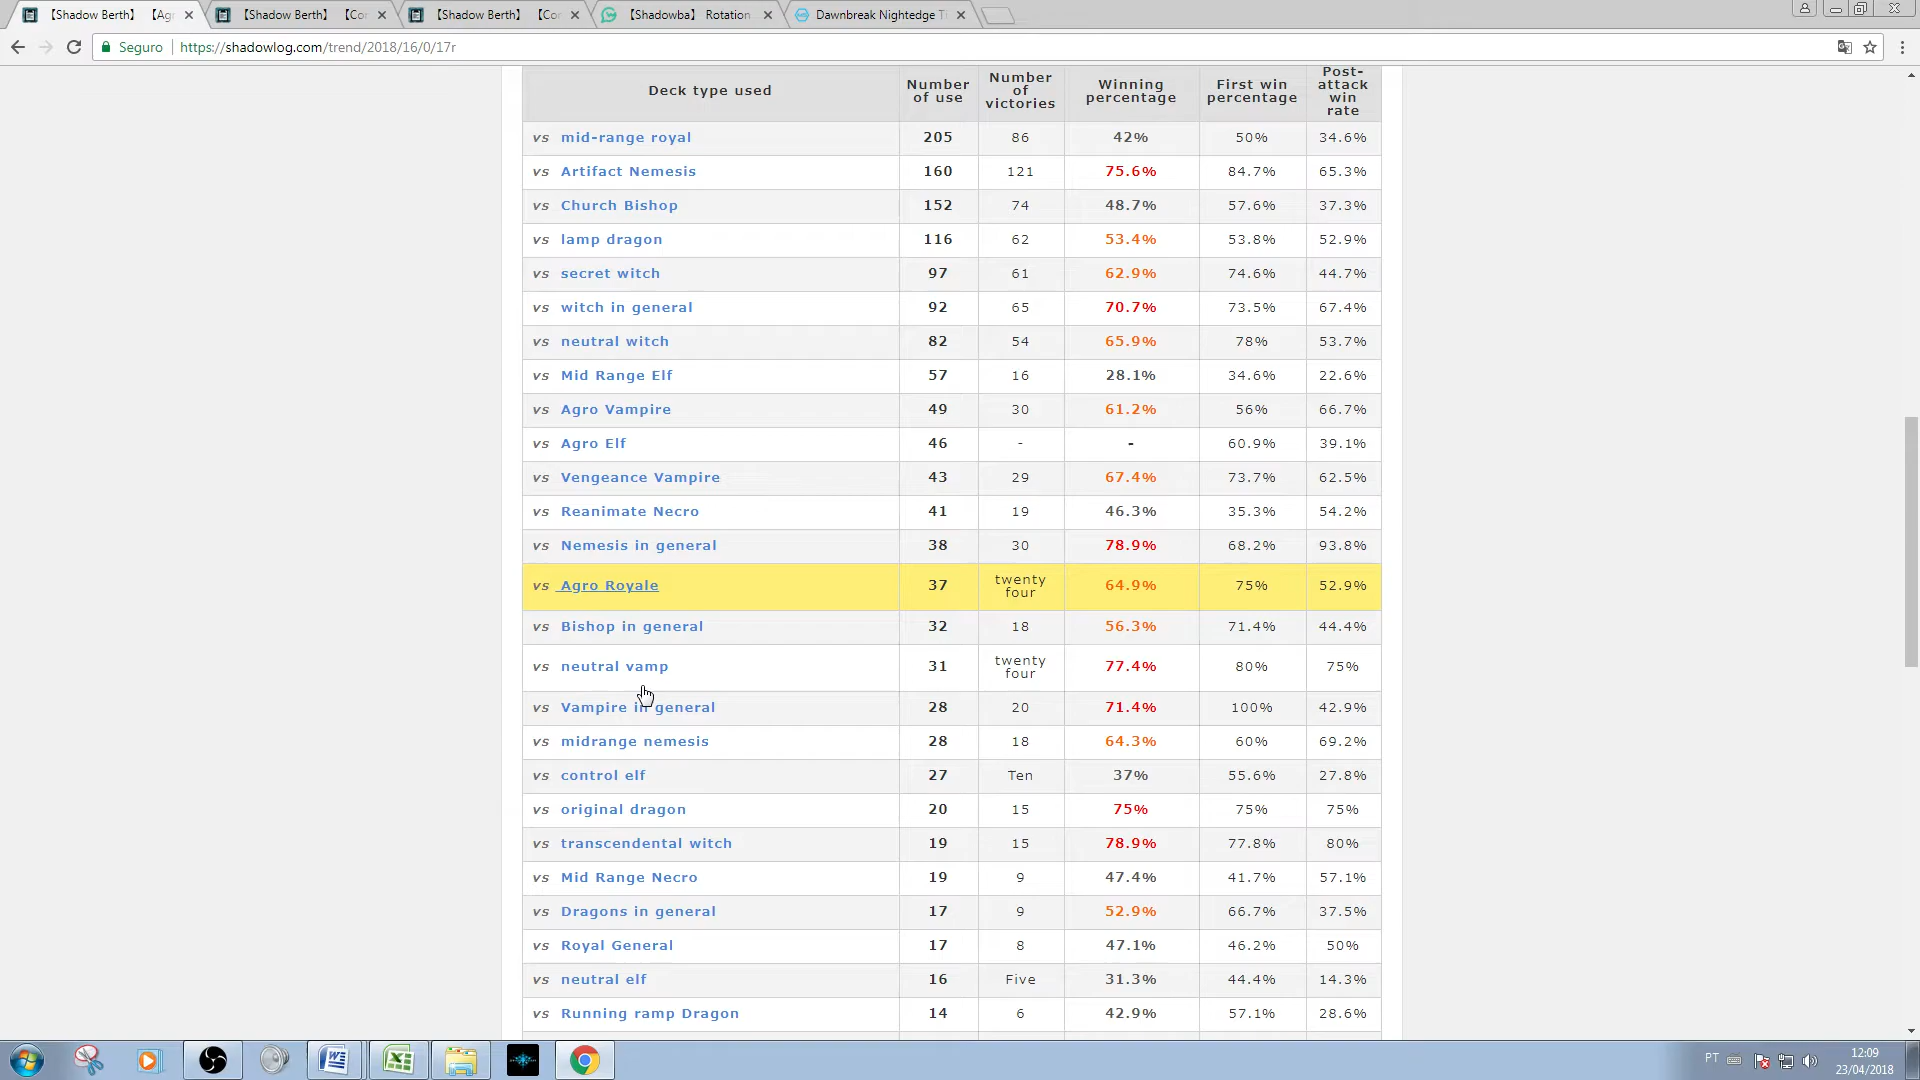 【Shadow Berth】 【Ag
【Shadow Berth】 【Co
【Shadow Berth】 【Co
【Shadowba】 Rotation
Dawnbreak Nightedge Ti
Seguro
https://shadowlog.com/trend/2018/16/0/17r
Deck type used Number of use Number of victories Winning percentage First win percentage Post-attack win rate
vs mid-range royal 205 86 42% 50% 34.6%
vs Artifact Nemesis 160 121 75.6% 84.7% 65.3%
vs Church Bishop 152 74 48.7% 57.6% 37.3%
vs lamp dragon 116 62 53.4% 53.8% 52.9%
vs secret witch 97 61 62.9% 74.6% 44.7%
vs witch in general 92 65 70.7% 73.5% 67.4%
vs neutral witch 82 54 65.9% 78% 53.7%
vs Mid Range Elf 57 16 28.1% 34.6% 22.6%
vs Agro Vampire 49 30 61.2% 56% 66.7%
vs Agro Elf 46 - - 60.9% 39.1%
vs Vengeance Vampire 43 29 67.4% 73.7% 62.5%
vs Reanimate Necro 41 19 46.3% 35.3% 54.2%
vs Nemesis in general 38 30 78.9% 68.2% 93.8%
vs Agro Royale 37 twenty four 64.9% 75% 52.9%
vs Bishop in general 32 18 56.3% 71.4% 44.4%
vs neutral vamp 31 twenty four 77.4% 80% 75%
vs Vampire in general 28 20 71.4% 100% 42.9%
vs midrange nemesis 28 18 64.3% 60% 69.2%
vs control elf 27 Ten 37% 55.6% 27.8%
vs original dragon 20 15 75% 75% 75%
vs transcendental witch 19 15 78.9% 77.8% 80%
vs Mid Range Necro 19 9 47.4% 41.7% 57.1%
vs Dragons in general 17 9 52.9% 66.7% 37.5%
vs Royal General 17 8 47.1% 46.2% 50%
vs neutral elf 16 Five 31.3% 44.4% 14.3%
vs Running ramp Dragon 14 6 42.9% 57.1% 28.6%
PT
12:09
23/04/2018